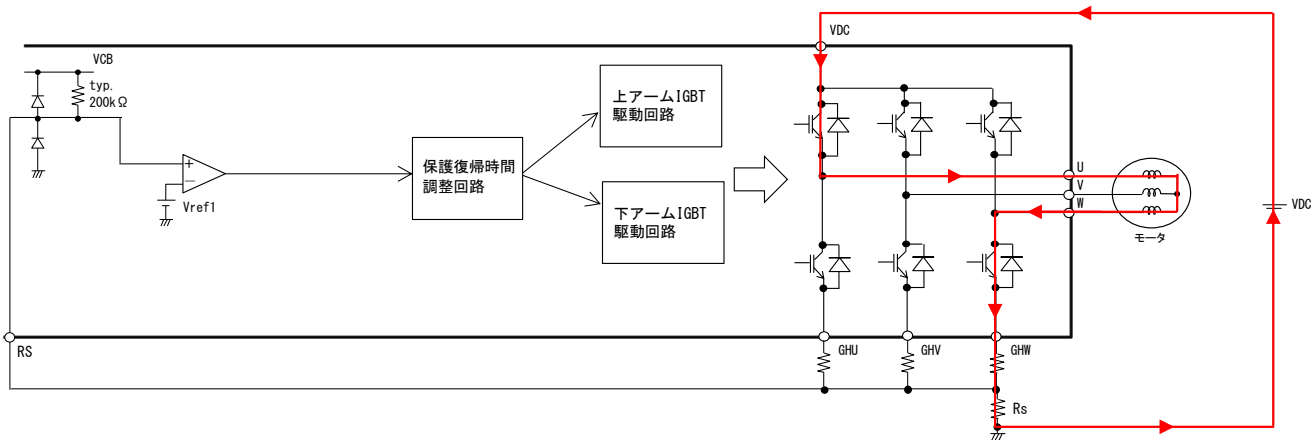 VDC
VCB
typ.
200kΩ
上アームIGBT
駆動回路
保護復帰時間
調整回路
+
−
Vref1
下アームIGBT
駆動回路
U
V
W
モータ
VDC
RS
GHU
GHV
GHW
Rs